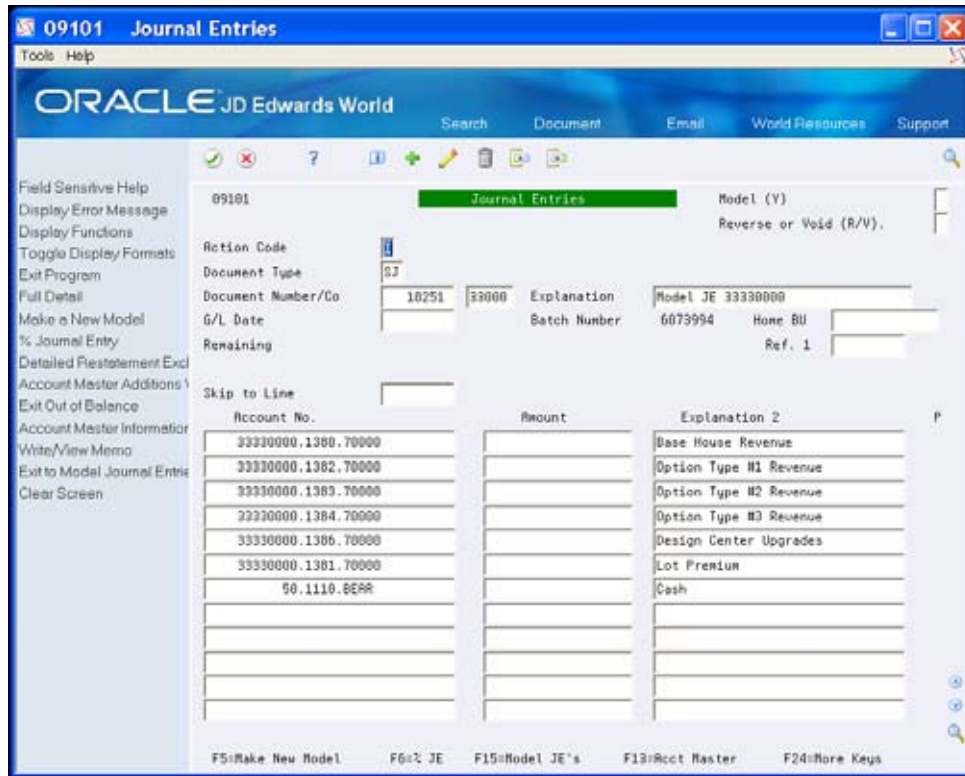 09101 Journal Entries
Tools Help
ORACLE JD Edwards World
Search Document Email World Resources Support
Field Sensitive Help
Display Error Message
Display Functions
Toggle Display Formats
Exit Program
Full Detail
Make a New Model
% Journal Entry
Detailed Restatement Excl
Account Master Additions
Exit Out of Balance
Account Master Information
Write/View Memo
Exit to Model Journal Entrie
Clear Screen
09101 Journal Entries Model (Y)
Reverse or Void (R/V).
Action Code I
Document Type SJ
Document Number/Co 10251 33000 Explanation Model JE 33330000
G/L Date Batch Number 6073994 Home BU
Remaining Ref. 1
Skip to Line
Account No. Amount Explanation 2 P
33330000.1380.70000 Base House Revenue
33330000.1382.70000 Option Type #1 Revenue
33330000.1383.70000 Option Type #2 Revenue
33330000.1384.70000 Option Type #3 Revenue
33330000.1386.70000 Design Center Upgrades
33330000.1381.70000 Lot Premium
50.1110.BEAR Cash
F5=Make New Model F6=% JE F15=Model JE's F13=Acct Master F24=More Keys